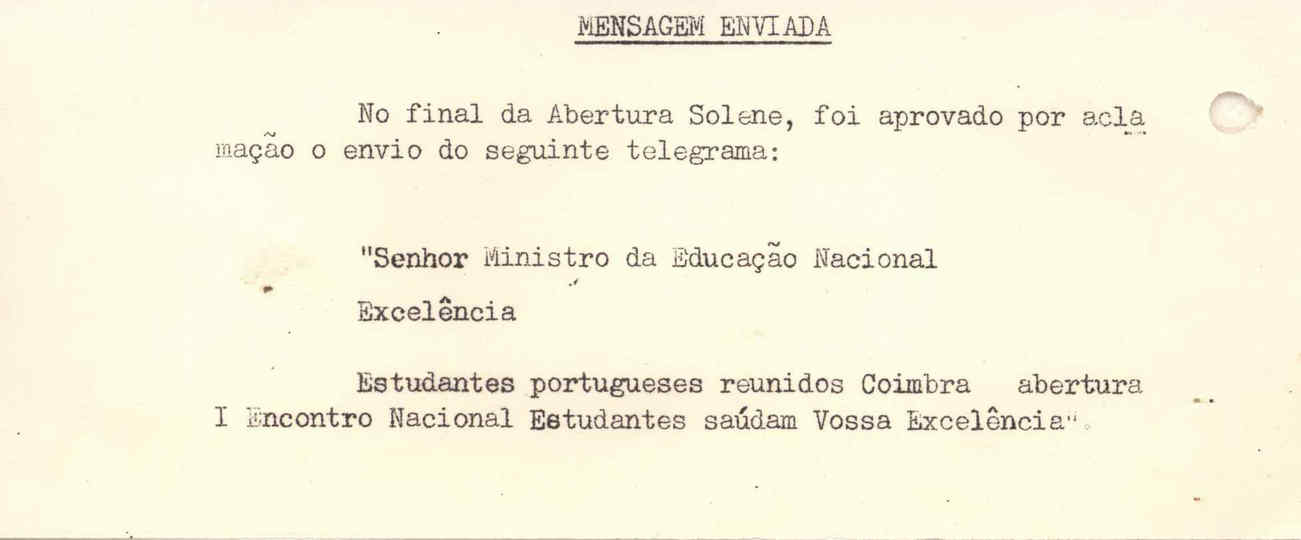 MENSAGEM ENVIADA
No final da Abertura Solene, foi aprovado por acla
mação o envio do seguinte telegrama:
"Senhor Ministro da Educação Nacional
Excelência
Estudantes portugueses reunidos Coimbra abertura
I Encontro Nacional Estudantes saúdam Vossa Excelência".